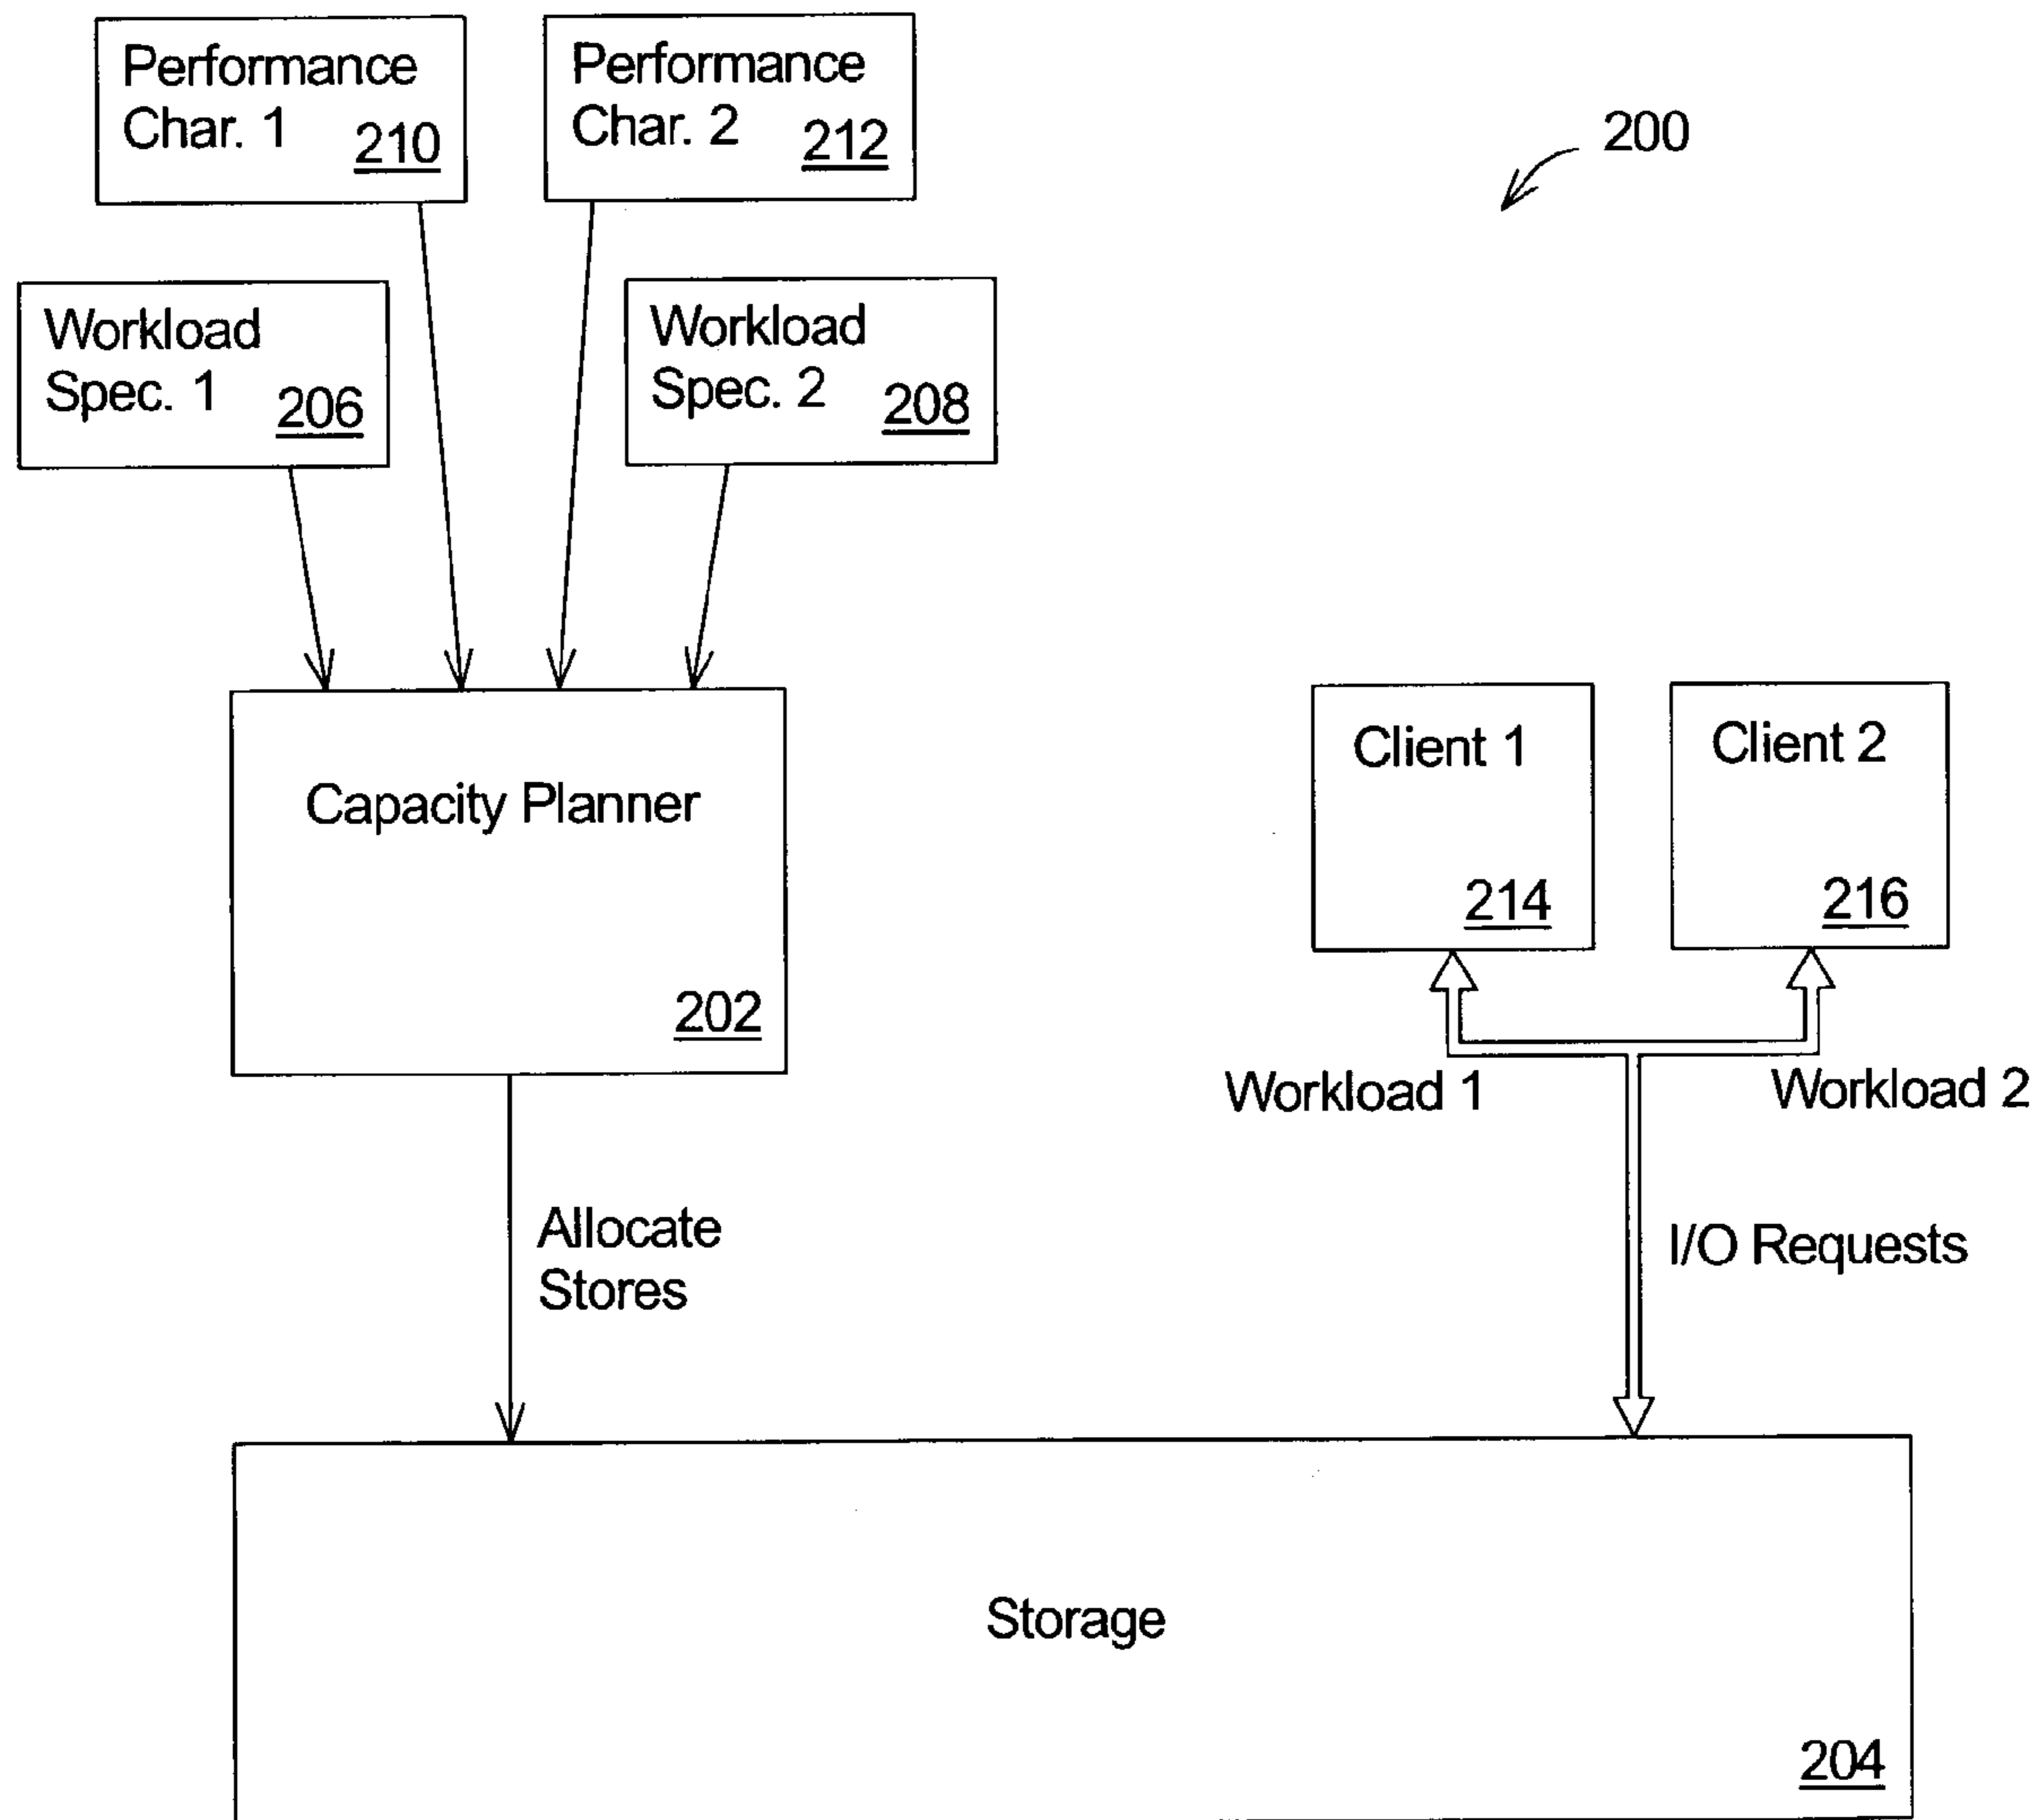 Performance
Char. 1
210
Performance
Char. 2
212
200
Workload
Spec. 1
206
Workload
Spec. 2
208
Capacity Planner
202
Client 1
214
Client 2
216
Workload 1
Workload 2
Allocate
Stores
I/O Requests
Storage
204